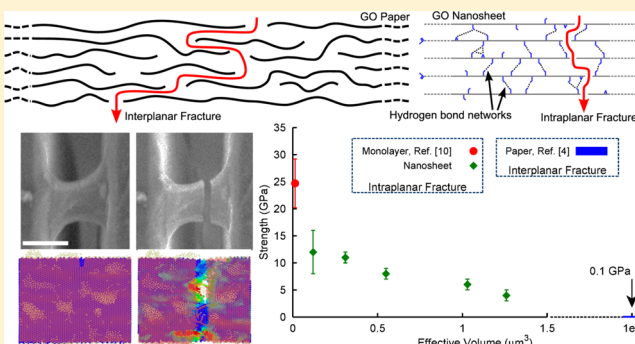 GO Paper
GO Nanosheet
Interplanar Fracture
Hydrogen bond networks
Intraplanar Fracture
Monolayer, Ref. [10]
Nanosheet
Intraplanar Fracture
Paper, Ref. [4]
Interplanar Fracture
Strength (GPa)
35
30
25
20
15
10
5
0
0.1 GPa
0
0.5
1
1.5
Effective Volume (μm³)